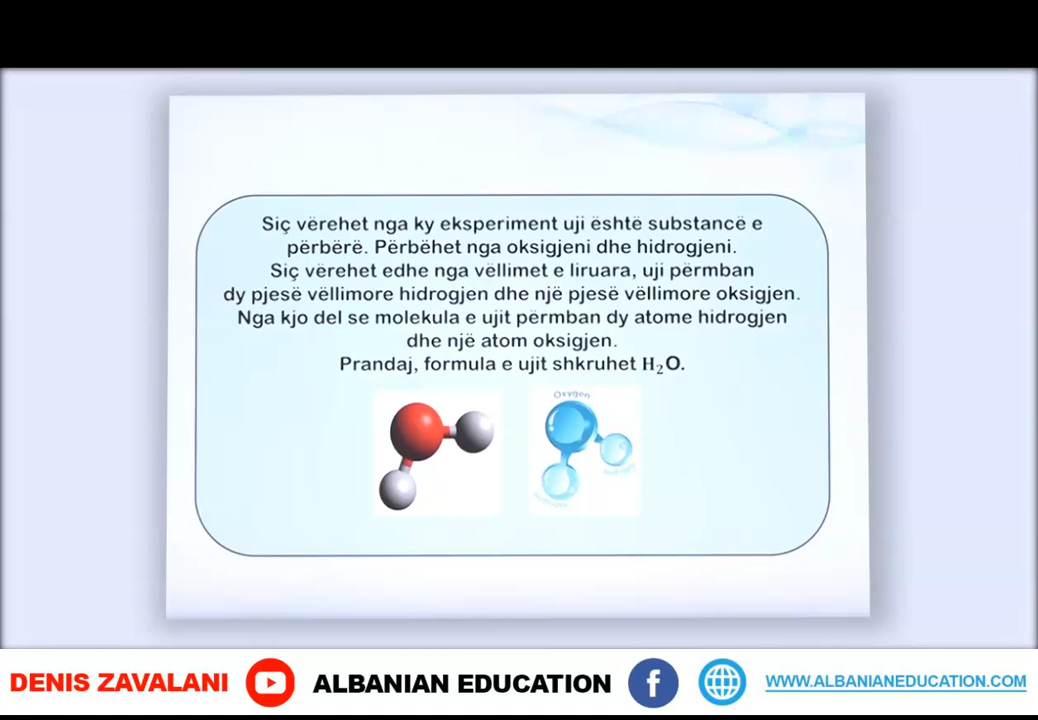 Siç vërehet nga ky eksperiment uji është substancë e
përbërë. Përbëhet nga oksigjeni dhe hidrogjeni.
Siç vërehet edhe nga vëllimet e liruara, uji përmban
dy pjesë vëllimore hidrogjen dhe një pjesë vëllimore oksigjen.
Nga kjo del se molekula e ujit përmban dy atome hidrogjen
dhe një atom oksigjen.
Prandaj, formula e ujit shkruhet H₂O.
Oxygen
DENIS ZAVALANI ALBANIAN EDUCATION f WWW.ALBANIANEDUCATION.COM